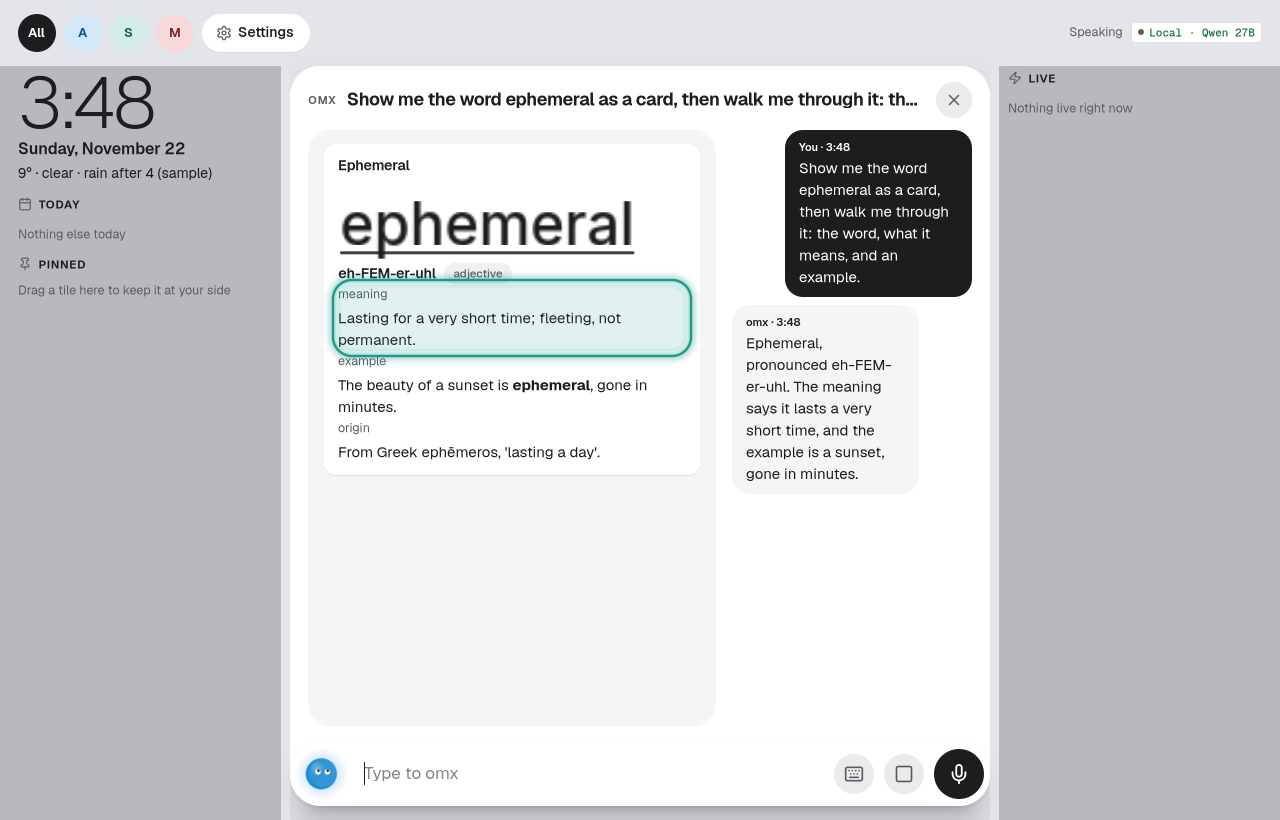 All A S M Settings
Speaking Local · Qwen 27B
3:48
Sunday, November 22
9° · clear · rain after 4 (sample)
TODAY
Nothing else today
PINNED
Drag a tile here to keep it at your side
OMX Show me the word ephemeral as a card, then walk me through it: th...
Ephemeral
ephemeral
eh-FEM-er-uhl adjective
meaning
Lasting for a very short time; fleeting, not
permanent.
example
The beauty of a sunset is ephemeral, gone in
minutes.
origin
From Greek ephēmeros, 'lasting a day'.
You · 3:48
Show me the word
ephemeral as a card,
then walk me through
it: the word, what it
means, and an
example.
omx · 3:48
Ephemeral,
pronounced eh-FEM-
er-uhl. The meaning
says it lasts a very
short time, and the
example is a sunset,
gone in minutes.
Type to omx
LIVE
Nothing live right now